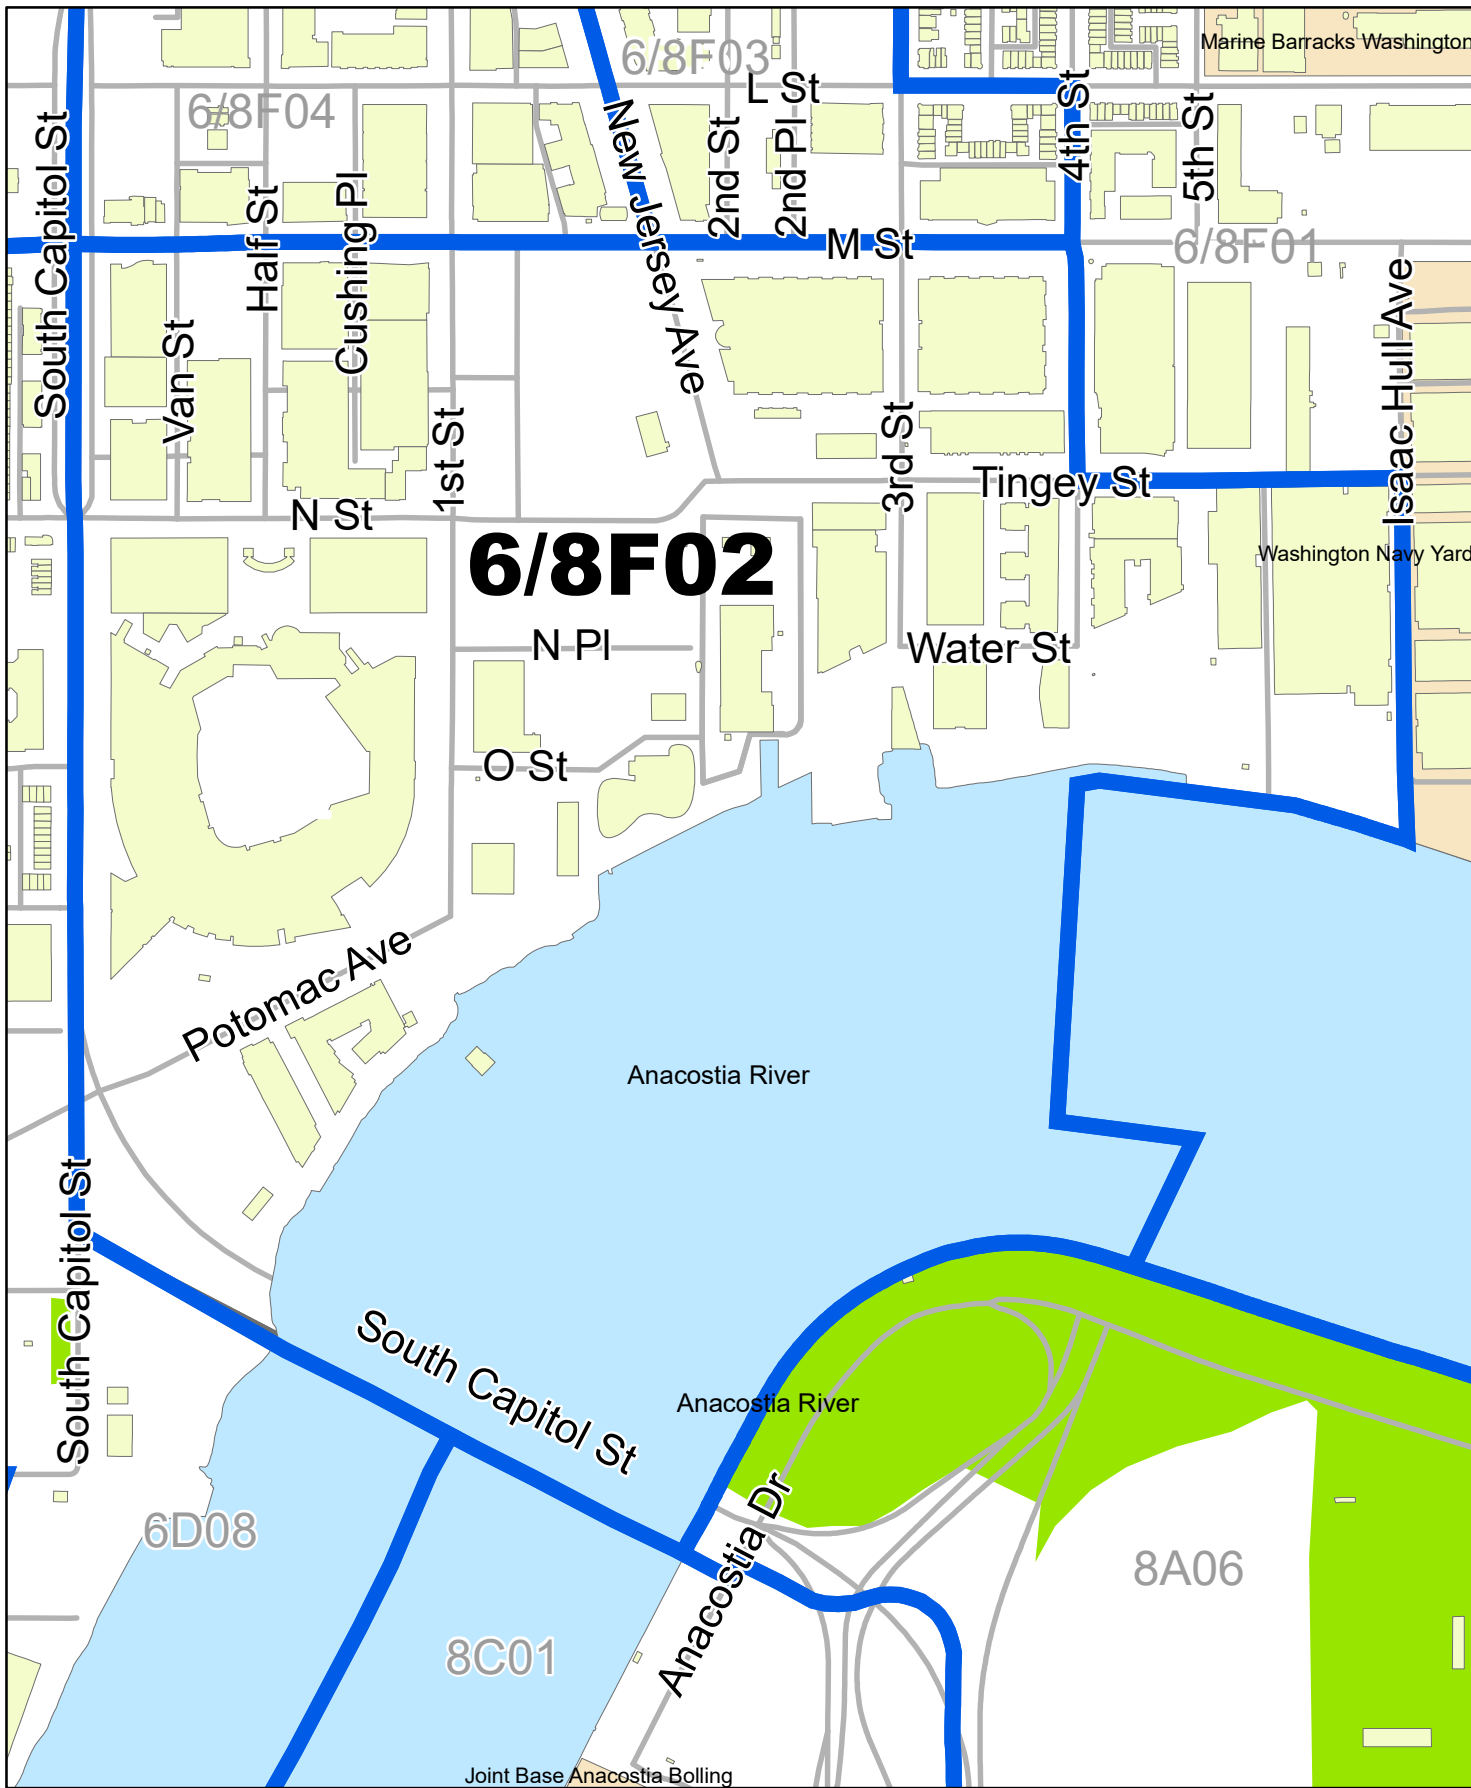 Marine Barracks Washington
6/8F03
L St
6/8F04
4th St
5th St
South Capitol St
New Jersey Ave
2nd St
2nd Pl
Half St
Cushing Pl
M St
6/8F01
Van St
Isaac Hull Ave
1st St
3rd St
Tingey St
N St
6/8F02
Washington Navy Yard
N Pl
Water St
O St
Potomac Ave
Anacostia River
South Capitol St
South Capitol St
Anacostia River
Anacostia Dr
6D08
8A06
8C01
Joint Base Anacostia Bolling